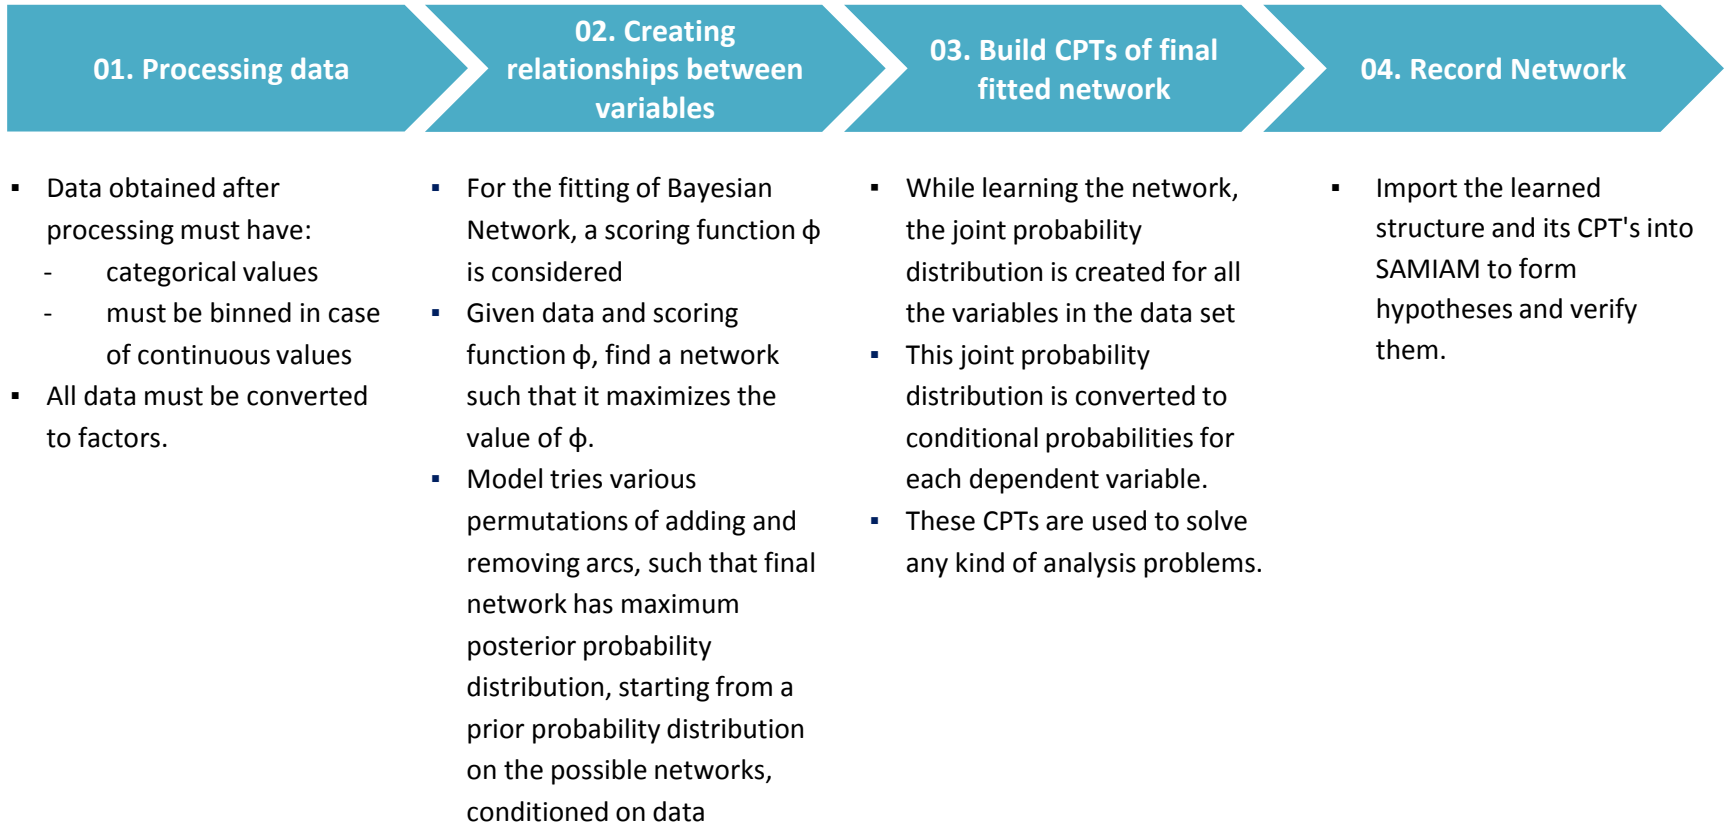 01. Processing data
02. Creating
relationships between
variables
03. Build CPTs of final
fitted network
04. Record Network
▪ Data obtained after
processing must have:
- categorical values
- must be binned in case
of continuous values
▪ All data must be converted
to factors.
▪ For the fitting of Bayesian
Network, a scoring function ф
is considered
▪ Given data and scoring
function ф, find a network
such that it maximizes the
value of ф.
▪ Model tries various
permutations of adding and
removing arcs, such that final
network has maximum
posterior probability
distribution, starting from a
prior probability distribution
on the possible networks,
conditioned on data
▪ While learning the network,
the joint probability
distribution is created for all
the variables in the data set
▪ This joint probability
distribution is converted to
conditional probabilities for
each dependent variable.
▪ These CPTs are used to solve
any kind of analysis problems.
▪ Import the learned
structure and its CPT's into
SAMIAM to form
hypotheses and verify
them.